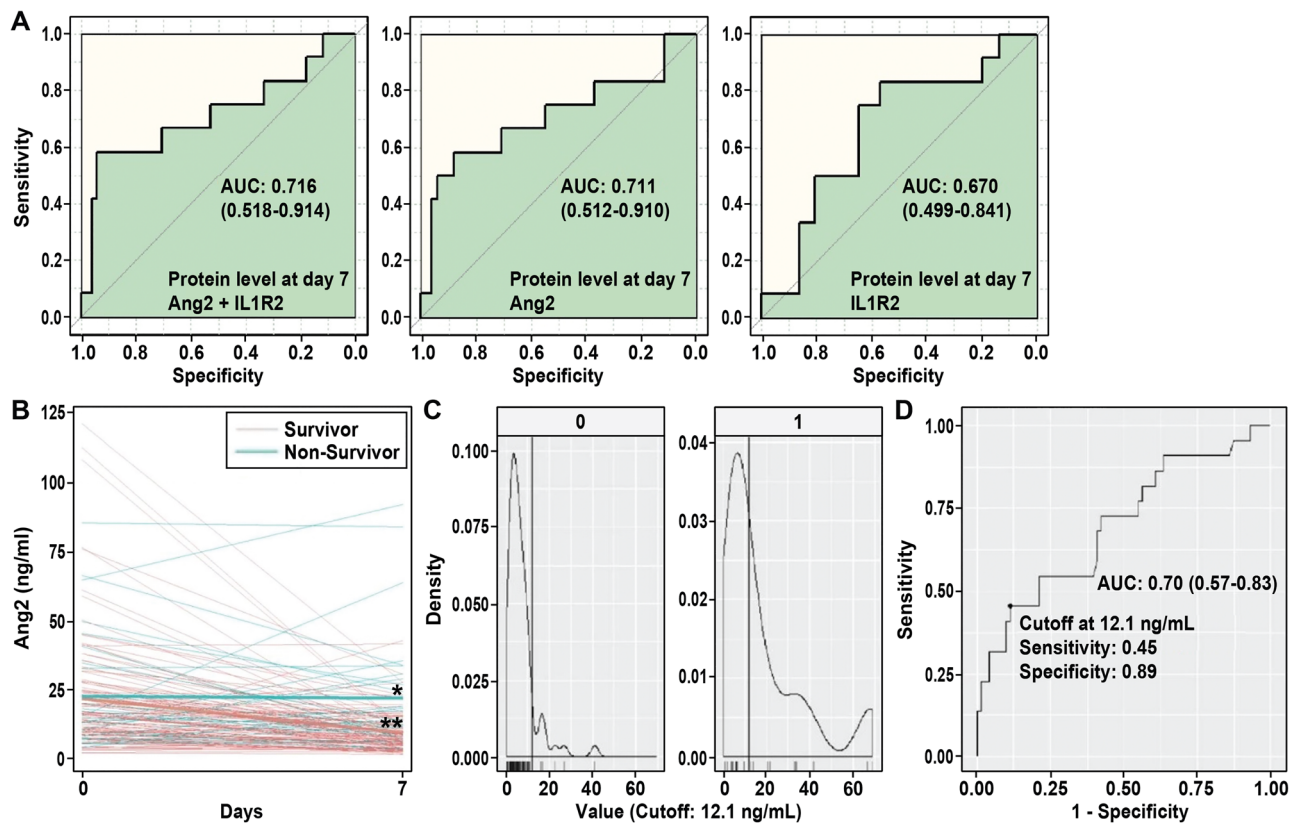 A
Sensitivity
1.0
0.8
0.6
0.4
0.2
0.0
AUC: 0.716
(0.518-0.914)
Protein level at day 7
Ang2 + IL1R2
1.0 0.8 0.6 0.4 0.2 0.0
Specificity
1.0
0.8
0.6
0.4
0.2
0.0
AUC: 0.711
(0.512-0.910)
Protein level at day 7
Ang2
1.0 0.8 0.6 0.4 0.2 0.0
Specificity
1.0
0.8
0.6
0.4
0.2
0.0
AUC: 0.670
(0.499-0.841)
Protein level at day 7
IL1R2
1.0 0.8 0.6 0.4 0.2 0.0
Specificity
B
Ang2 (ng/ml)
125
100
75
50
25
0
Survivor
Non-Survivor
*
**
0 7
Days
C
Density
0
0.100
0.075
0.050
0.025
0.000
0 20 40 60
1
0.04
0.03
0.02
0.01
0.00
0 20 40 60
Value (Cutoff: 12.1 ng/mL)
D
Sensitivity
1.00
0.75
0.50
0.25
0.00
AUC: 0.70 (0.57-0.83)
Cutoff at 12.1 ng/mL
Sensitivity: 0.45
Specificity: 0.89
0.00 0.25 0.50 0.75 1.00
1 - Specificity